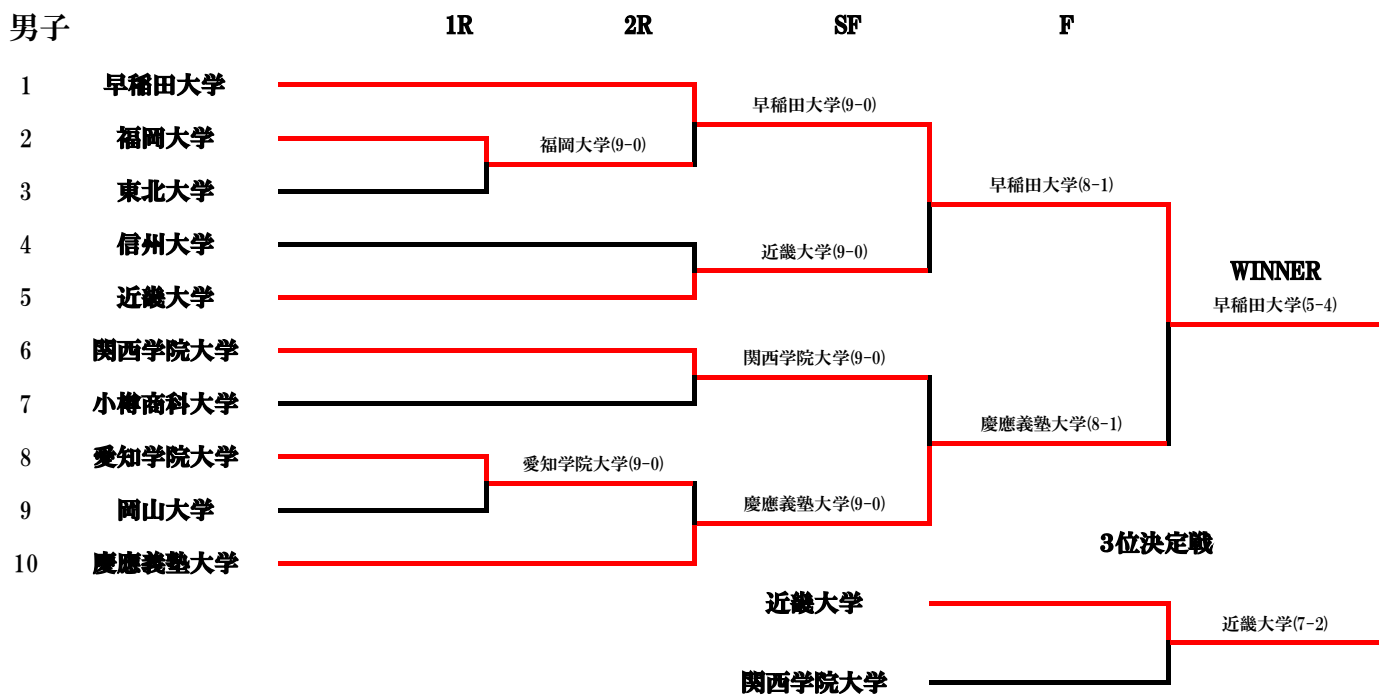 男子 1R 2R SF F
1 早稲田大学
早稲田大学(9-0)
2 福岡大学
福岡大学(9-0)
早稲田大学(8-1)
3 東北大学
4 信州大学
近畿大学(9-0)
WINNER
5 近畿大学
早稲田大学(5-4)
6 関西学院大学
関西学院大学(9-0)
7 小樽商科大学
慶應義塾大学(8-1)
8 愛知学院大学
愛知学院大学(9-0)
9 岡山大学
慶應義塾大学(9-0)
3位決定戦
10 慶應義塾大学
近畿大学
近畿大学(7-2)
関西学院大学